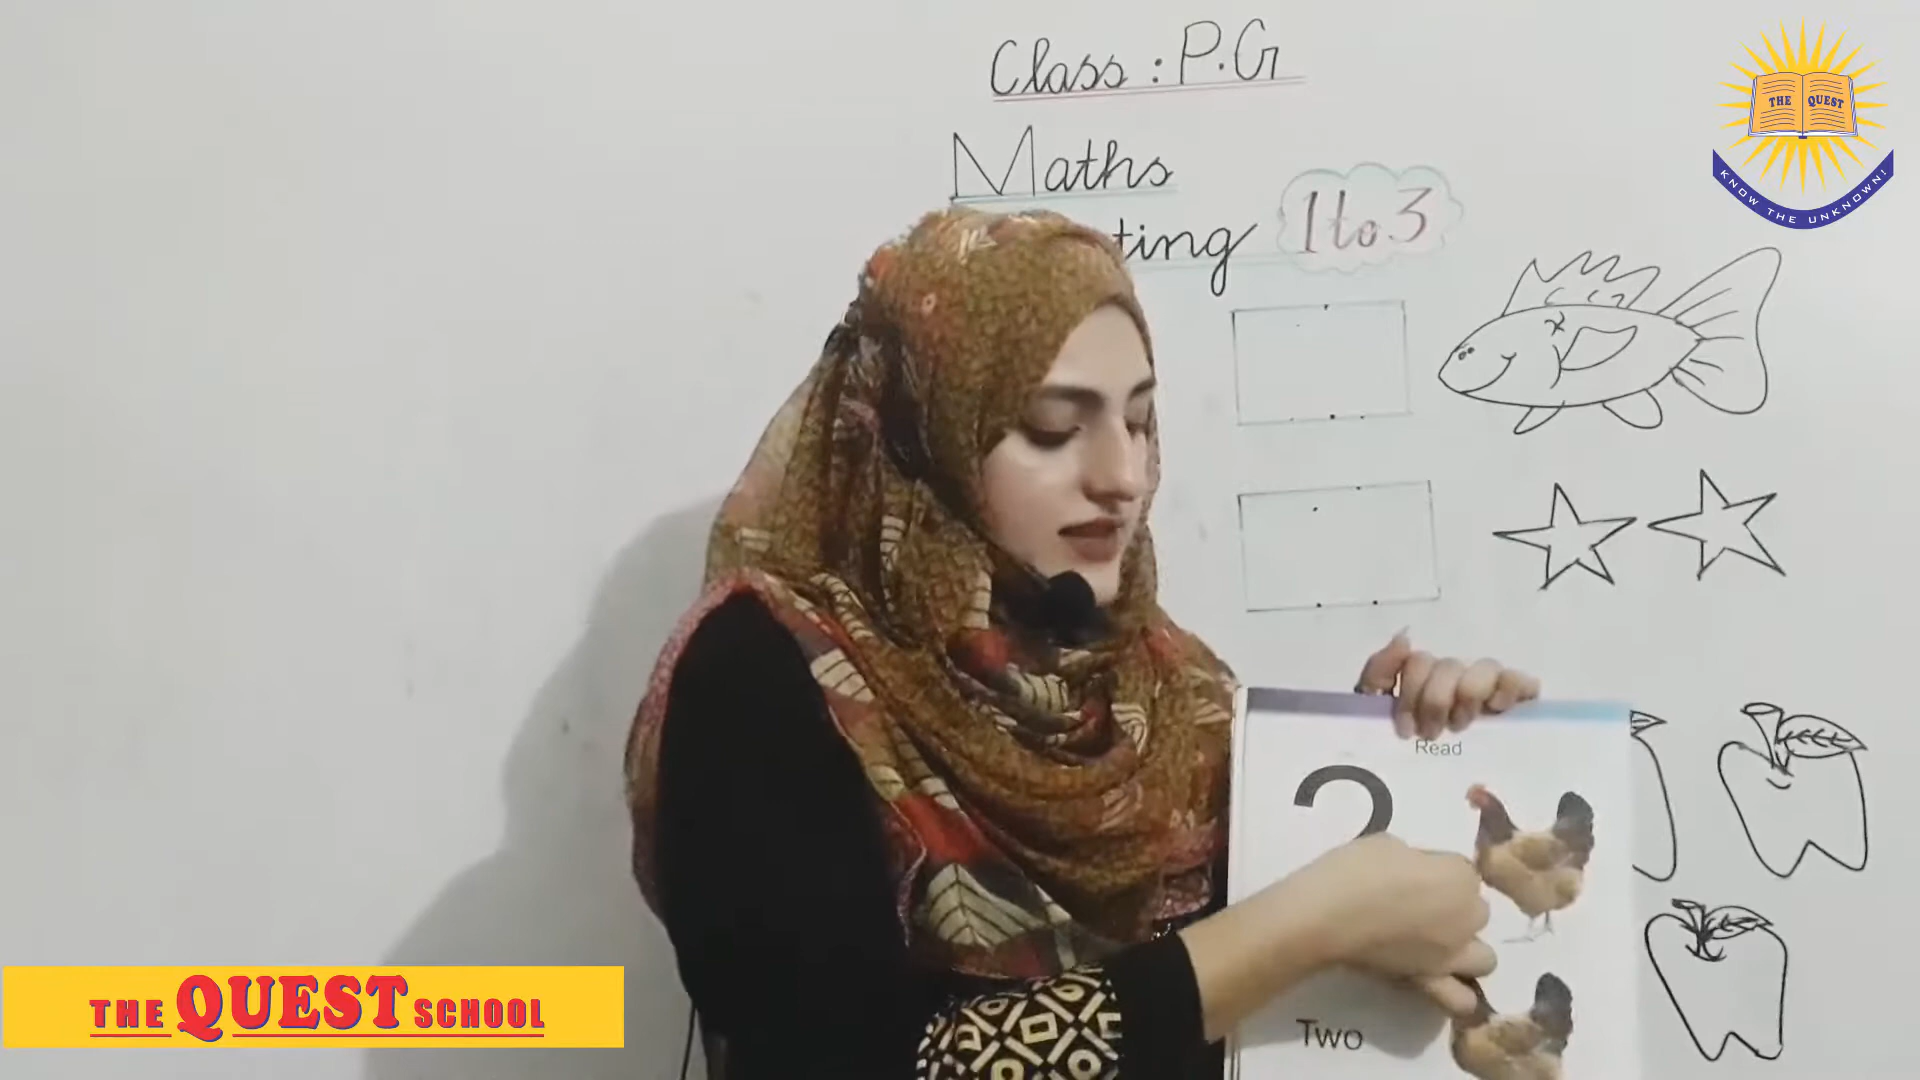 Class : P.G
Maths
ting 1 to 3
THE QUEST
KNOW THE UNKNOWN!
Read
2
Two
THE QUEST SCHOOL